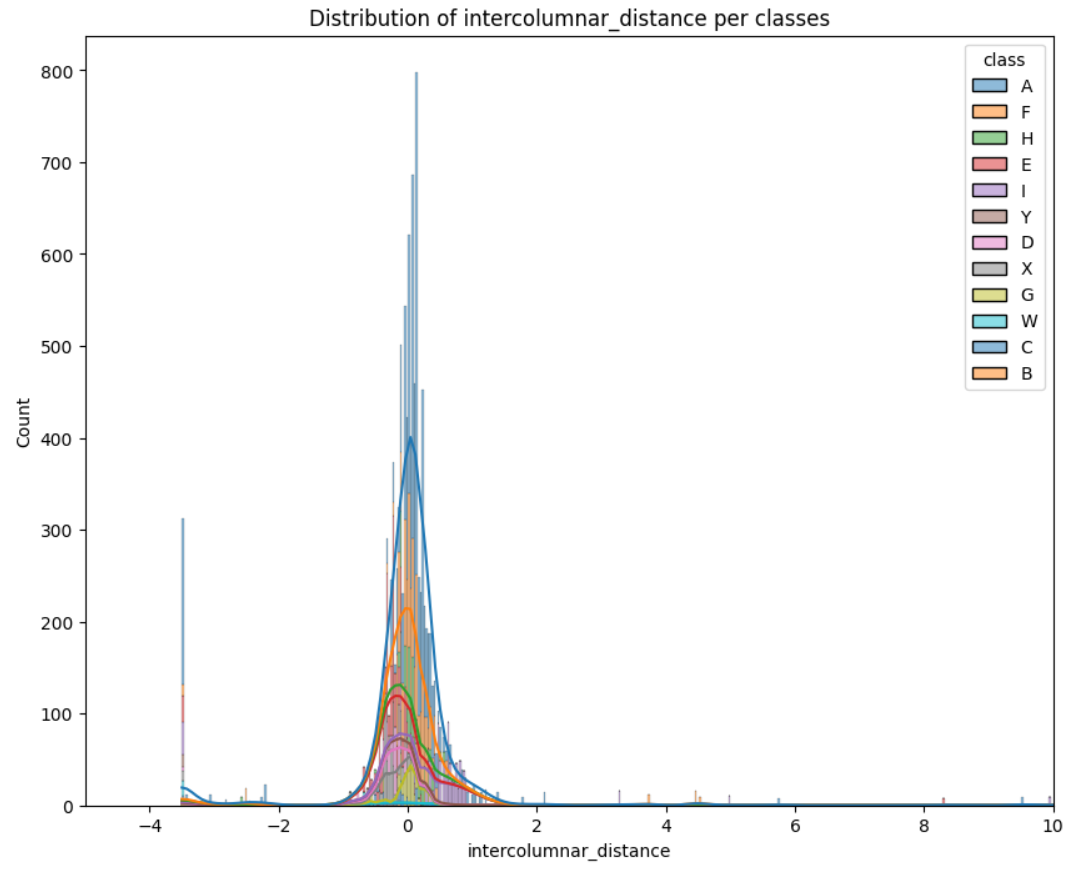 Distribution of intercolumnar_distance per classes
800
700
600
500
400
300
200
100
0
Count
−4
−2
0
2
4
6
8
10
intercolumnar_distance
class
A
F
H
E
I
Y
D
X
G
W
C
B